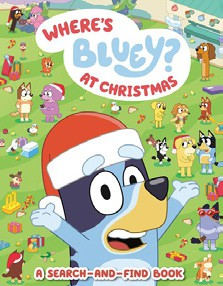 WHERE'S
BLUEY?
AT CHRISTMAS
A SEARCH-AND-FIND BOOK